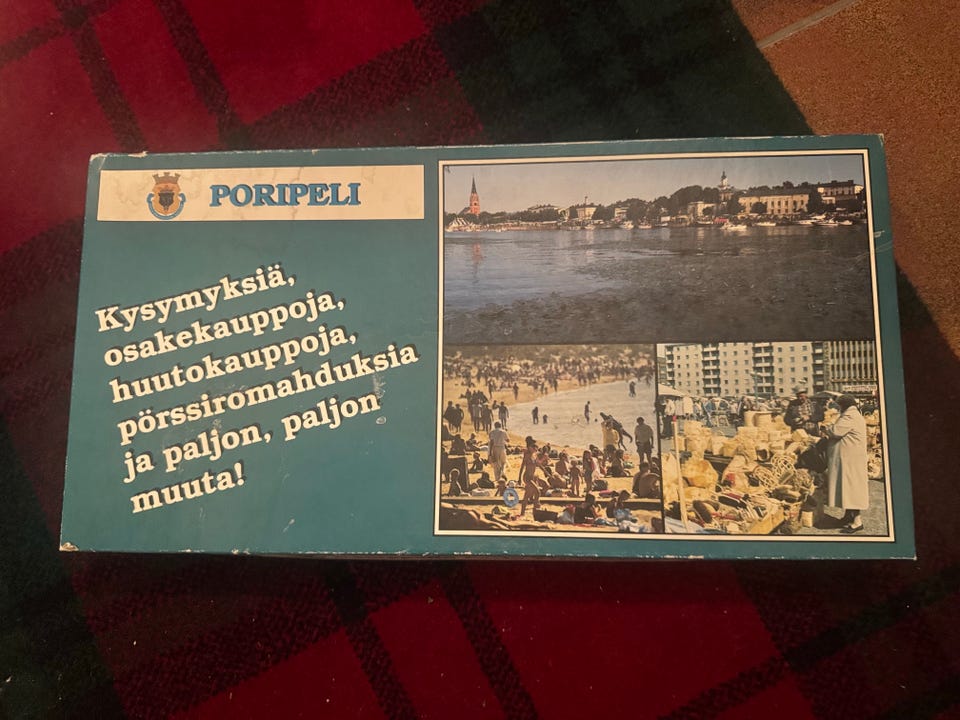 PORIPELI
Kysymyksiä,
osakekauppoja,
huutokauppoja,
pörssiromahduksia
ja paljon, paljon
muuta!